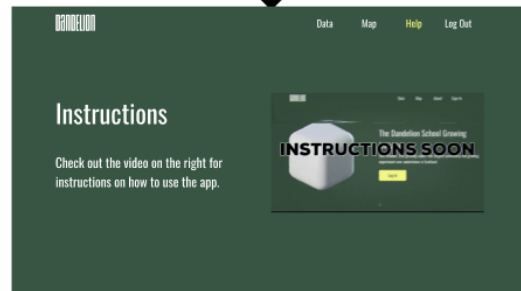 DANDELION
Data Map Help Log Out
Instructions
Check out the video on the right for
instructions on how to use the app.
The Dandelion School Growing
INSTRUCTIONS SOON